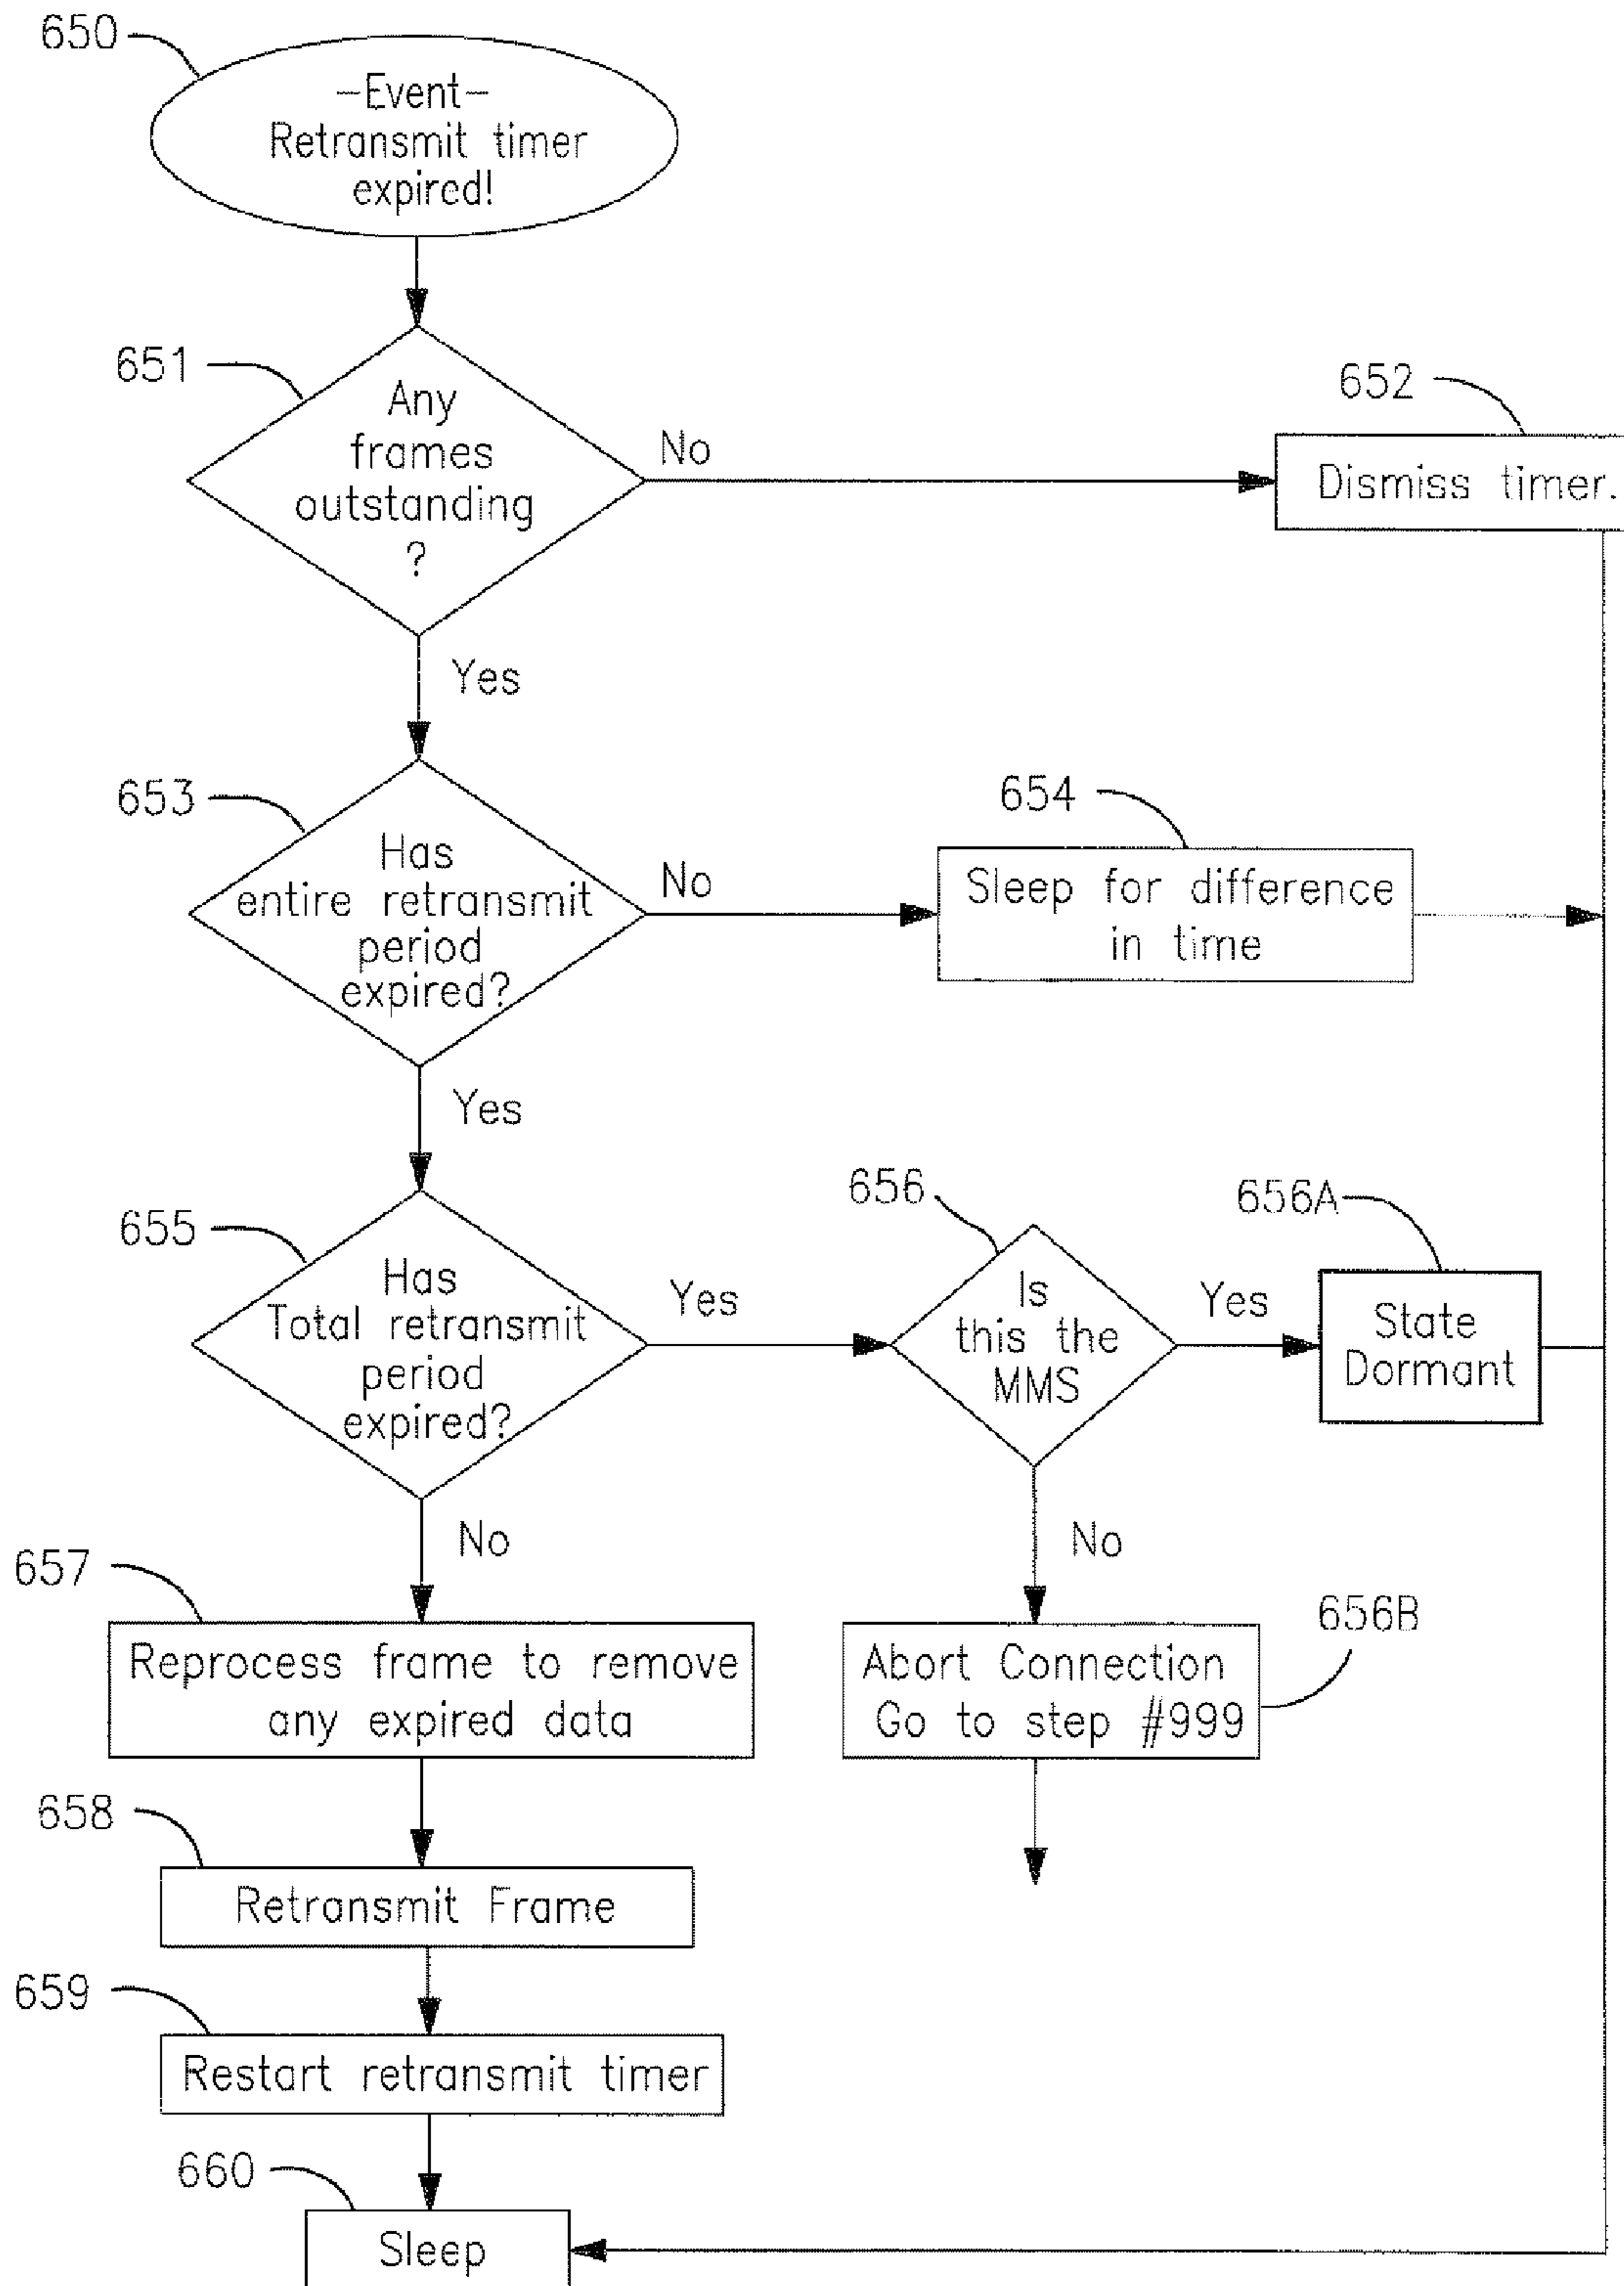 650
-Event-
Retransmit timer
expired!
651
Any
frames
outstanding
?
No
652
Dismiss timer.
Yes
653
Has
entire retransmit
period
expired?
No
654
Sleep for difference
in time
Yes
655
Has
Total retransmit
period
expired?
Yes
656
Is
this the
MMS
Yes
656A
State
Dormant
No
No
657
Reprocess frame to remove
any expired data
656B
Abort Connection
Go to step #999
658
Retransmit Frame
659
Restart retransmit timer
660
Sleep